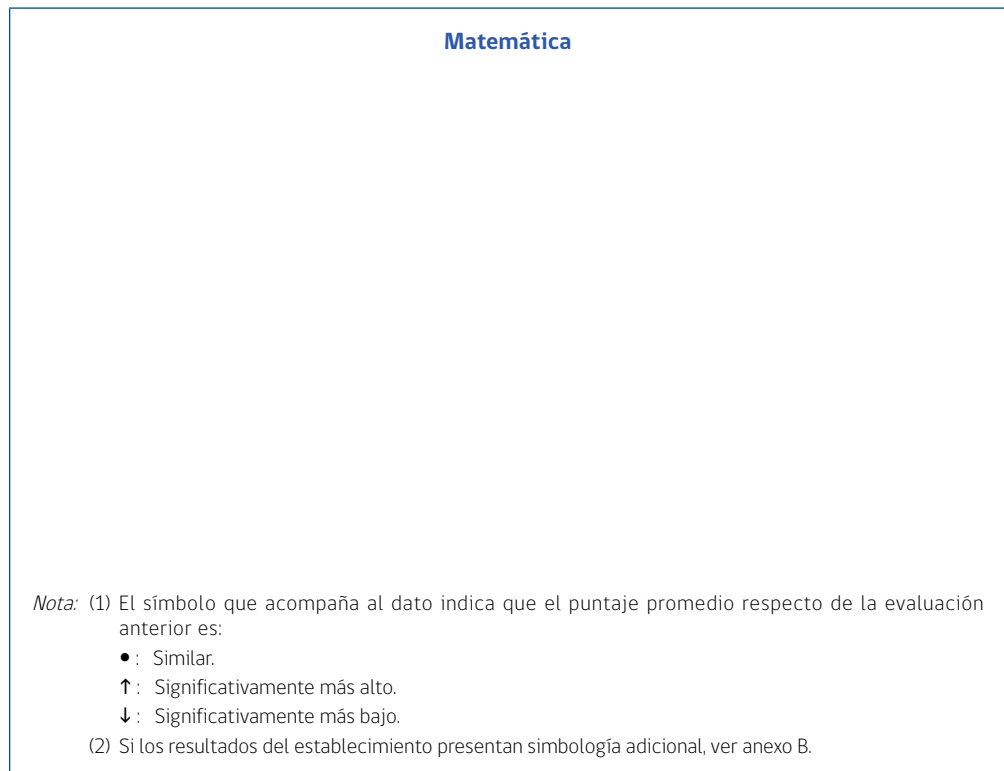 Matemática
Nota: (1) El símbolo que acompaña al dato indica que el puntaje promedio respecto de la evaluación
anterior es:
● : Similar.
↑ : Significativamente más alto.
↓ : Significativamente más bajo.
(2) Si los resultados del establecimiento presentan simbología adicional, ver anexo B.